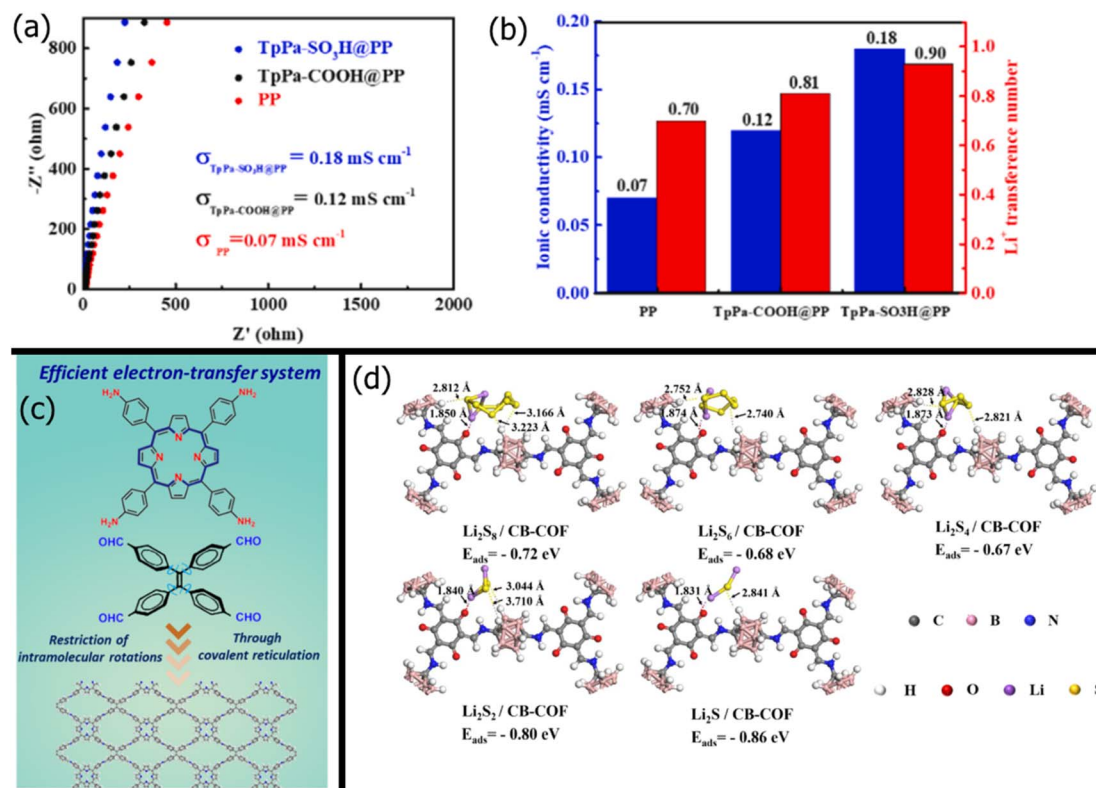 (a)
800
600
400
200
0
-Z'' (ohm)
0 500 1000 1500 2000
Z' (ohm)
TpPa-SO₃H@PP
TpPa-COOH@PP
PP
σ TpPa-SO₃H@PP = 0.18 mS cm⁻¹
σ TpPa-COOH@PP = 0.12 mS cm⁻¹
σ PP =0.07 mS cm⁻¹
(b)
0.20
0.15
0.10
0.05
0.00
Ionic conductivity (mS cm⁻¹)
0.07 0.70 0.12 0.81 0.18 0.90
PP TpPa-COOH@PP TpPa-SO3H@PP
1.0
0.8
0.6
0.4
0.2
0.0
Li⁺ transference number
Efficient electron-transfer system
(c)
H₂N NH₂
N
N N
N
H₂N NH₂
OHC CHO
OHC CHO
Restriction of
intramolecular rotations
Through
covalent reticulation
(d)
2.812 Å
1.850 Å
3.166 Å
3.223 Å
Li₂S₈ / CB-COF
Eads= - 0.72 eV
2.752 Å
1.874 Å
2.740 Å
Li₂S₆ / CB-COF
Eads= - 0.68 eV
2.828 Å
1.873 Å
2.821 Å
Li₂S₄ / CB-COF
Eads= - 0.67 eV
1.840 Å
3.044 Å
3.710 Å
Li₂S₂ / CB-COF
Eads= - 0.80 eV
1.831 Å
2.841 Å
Li₂S / CB-COF
Eads= - 0.86 eV
C B N
H O Li S